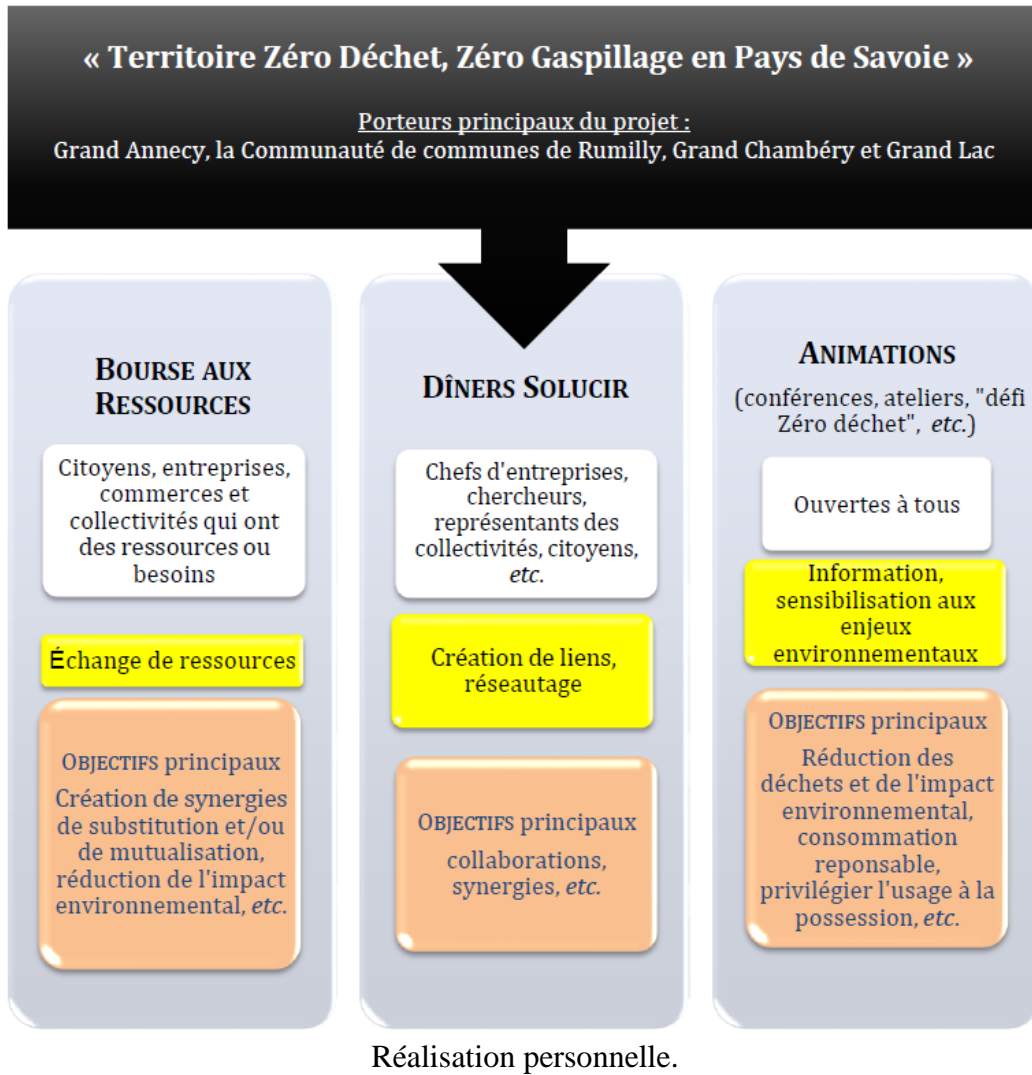 « Territoire Zéro Déchet, Zéro Gaspillage en Pays de Savoie »
Porteurs principaux du projet :
Grand Annecy, la Communauté de communes de Rumilly, Grand Chambéry et Grand Lac
BOURSE AUX
RESSOURCES
Citoyens, entreprises,
commerces et
collectivités qui ont
des ressources ou
besoins
Échange de ressources
OBJECTIFS principaux
Création de synergies
de substitution et/ou
de mutualisation,
réduction de l'impact
environnemental, etc.
DÎNERS SOLUCIR
Chefs d'entreprises,
chercheurs,
représentants des
collectivités, citoyens,
etc.
Création de liens,
réseautage
OBJECTIFS principaux
collaborations,
synergies, etc.
ANIMATIONS
(conférences, ateliers, "défi
Zéro déchet", etc.)
Ouvertes à tous
Information,
sensibilisation aux
enjeux
environnementaux
OBJECTIFS principaux
Réduction des
déchets et de l'impact
environnemental,
consommation
reponsable,
privilégier l'usage à la
possession, etc.
Réalisation personnelle.